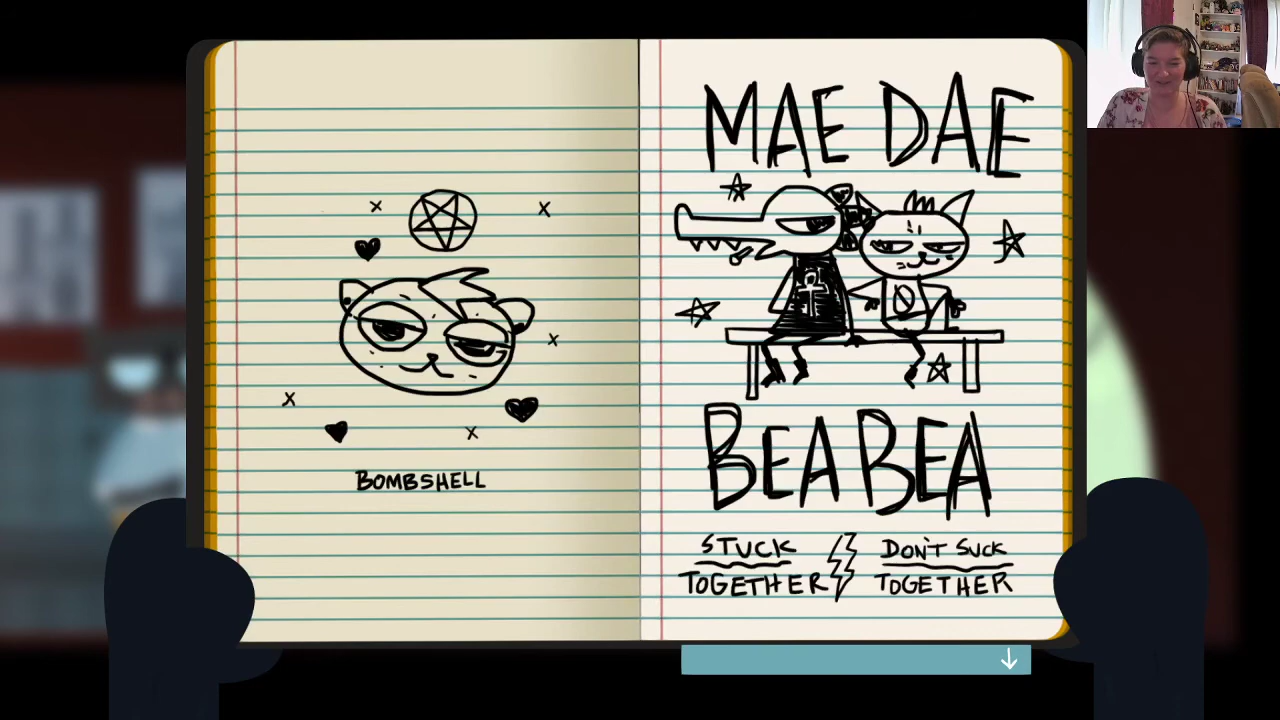 BOMBSHELL
MAE DAE
BEA BEA
STUCK
TOGETHER
DON'T SUCK
TOGETHER